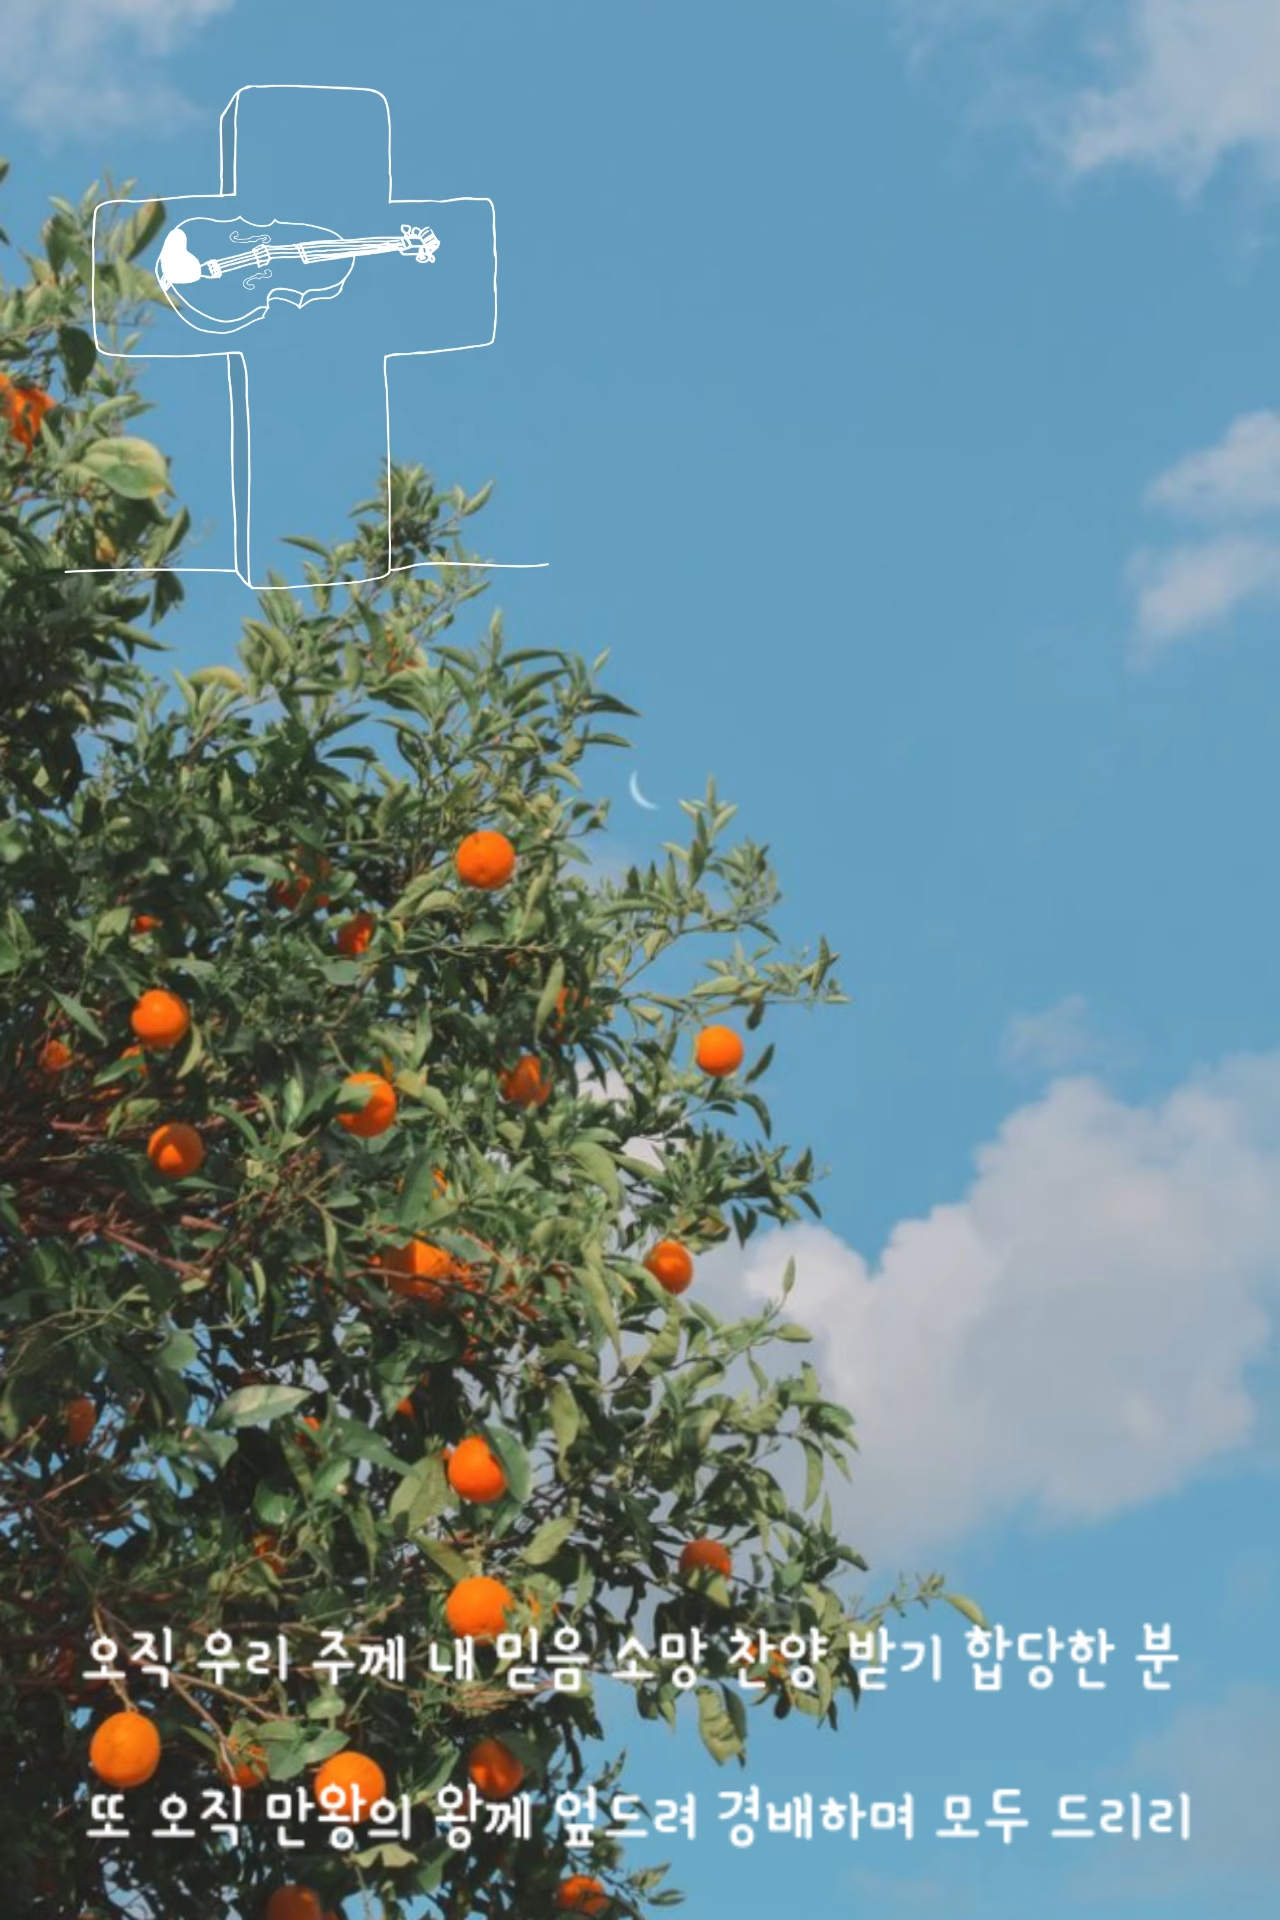 오직 우리 주께 내 믿음 소망 찬양 받기 합당한 분
또 오직 만왕의 왕께 엎드려 경배하며 모두 드리리